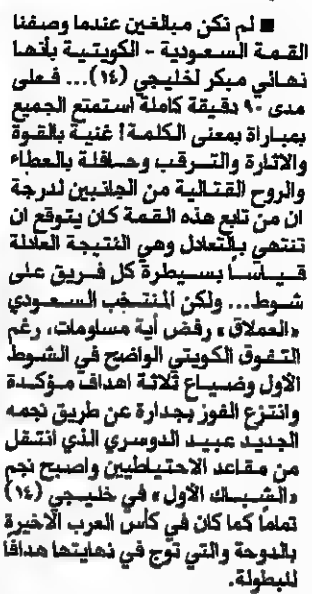 ■ لم نكن مبالغين عندما وصفنا
القمة السعودية - الكويتية بأنها
نهائي مبكر لخليجي (١٤)... فعلى
مدى ٩٠ دقيقة كاملة استمتع الجميع
بمباراة بمعنى الكلمة! غنية بالقوة
والاثارة والترقب وحافلة بالعطاء
والروح القتالية من الجانبين لدرجة
ان من تابع هذه القمة كان يتوقع ان
تنتهي بالتعادل وهي النتيجة العادلة
قياساً بسيطرة كل فريق على
شوط... ولكن المنتخب السعودي
«العملاق» رفض أية مساومات، رغم
التفوق الكويتي الواضح في الشوط
الأول وضياع ثلاثة اهداف مؤكدة
وانتزع الفوز بجدارة عن طريق نجمه
الجديد عبيد الدوسري الذي انتقل
من مقاعد الاحتياطيين واصبح نجم
«الشباك الأول» في خليجي (١٤)
تماماً كما كان في كأس العرب الاخيرة
بالدوحة والتي توج في نهايتها هدافاً
للبطولة.